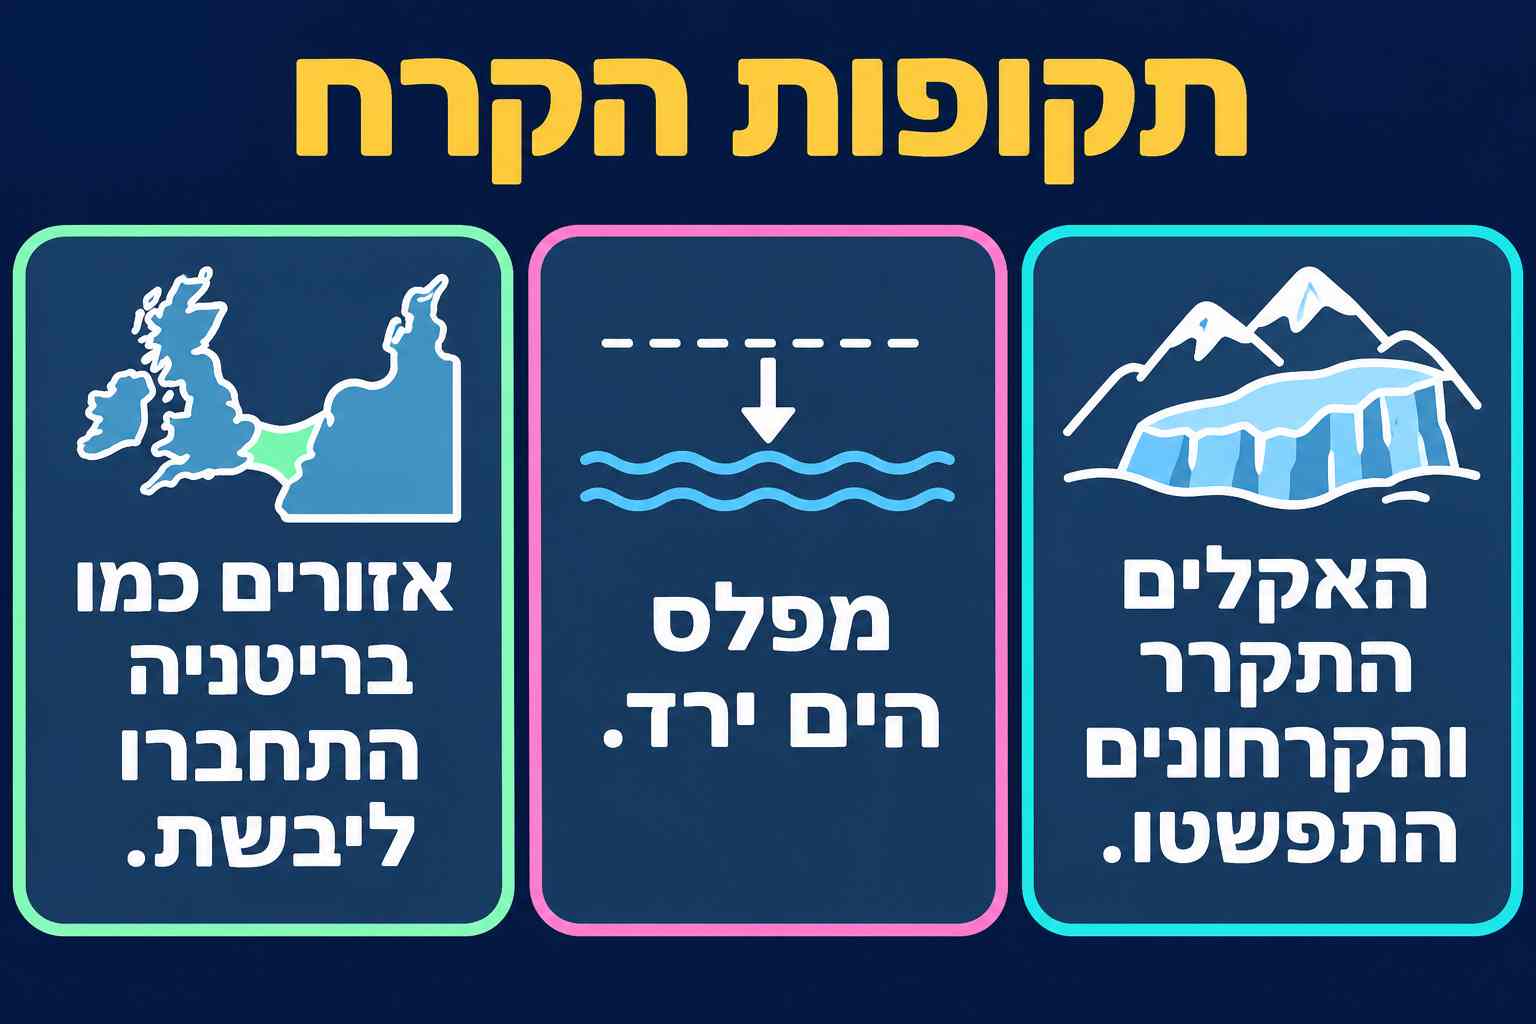 תקופות הקרח
האקלים
התקרר
והקרחונים
התפשטו.
מפלס
הים ירד.
אזורים כמו
בריטניה
התחברו
ליבשת.